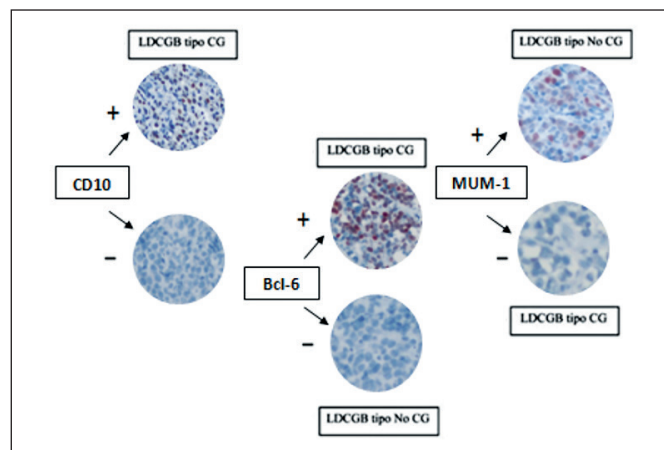 LDCGB tipo CG
+
CD10
−
LDCGB tipo CG
+
Bcl-6
−
LDCGB tipo No CG
LDCGB tipo No CG
+
MUM-1
−
LDCGB tipo CG